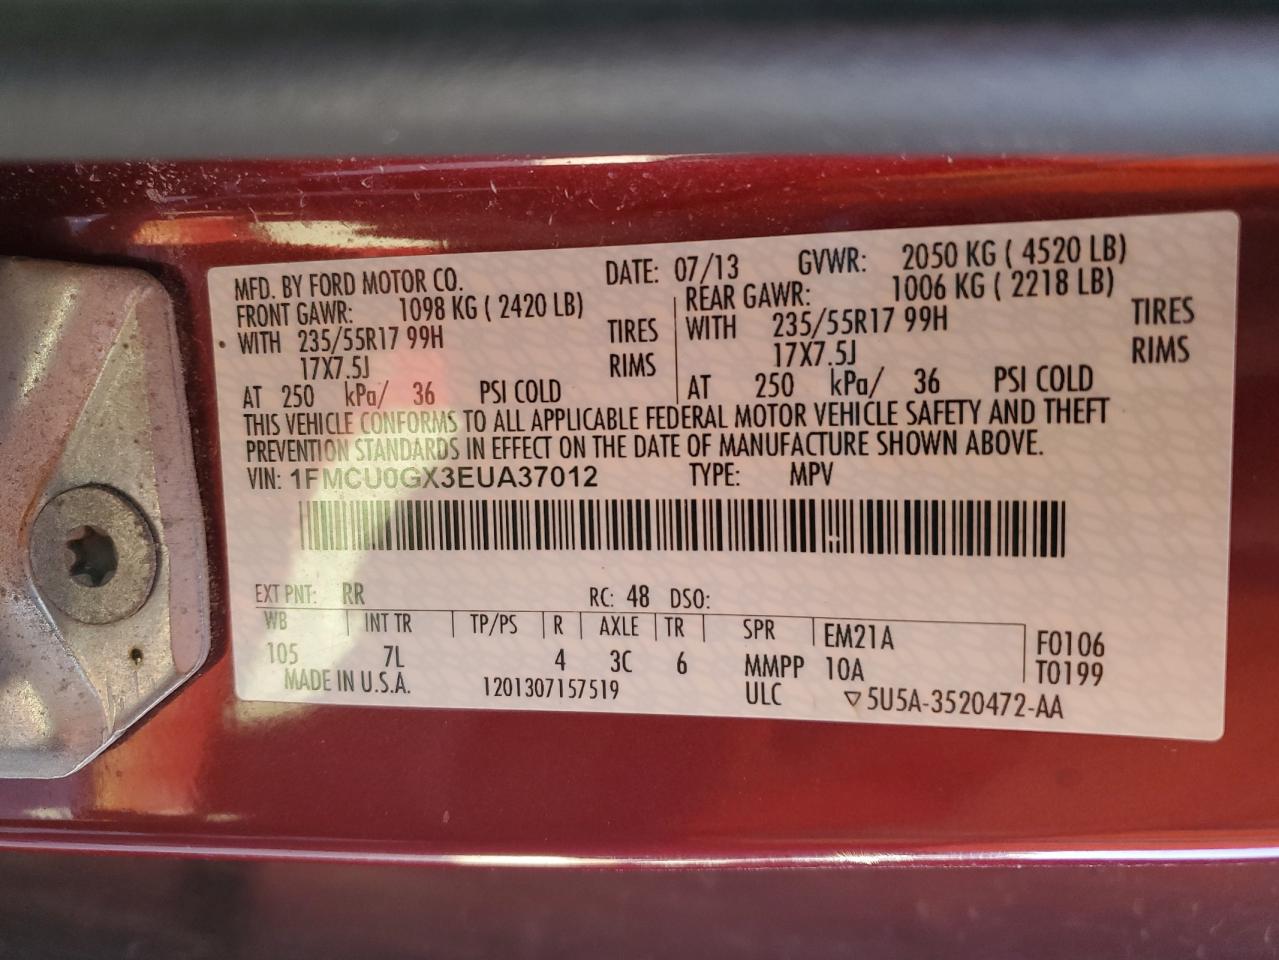 MFD. BY FORD MOTOR CO. DATE: 07/13 GVWR: 2050 KG ( 4520 LB)
FRONT GAWR: 1098 KG ( 2420 LB) REAR GAWR: 1006 KG ( 2218 LB)
WITH 235/55R17 99H TIRES WITH 235/55R17 99H TIRES
17X7.5J RIMS 17X7.5J RIMS
AT 250 kPa/ 36 PSI COLD AT 250 kPa/ 36 PSI COLD
THIS VEHICLE CONFORMS TO ALL APPLICABLE FEDERAL MOTOR VEHICLE SAFETY AND THEFT
PREVENTION STANDARDS IN EFFECT ON THE DATE OF MANUFACTURE SHOWN ABOVE.
VIN: 1FMCU0GX3EUA37012 TYPE: MPV
EXT PNT: RR RC: 48 DSO:
WB INT TR TP/PS R AXLE TR SPR EM21A F0106
105 7L 4 3C 6 MMPP 10A T0199
MADE IN U.S.A. 1201307157519 ULC ▽5U5A-3520472-AA